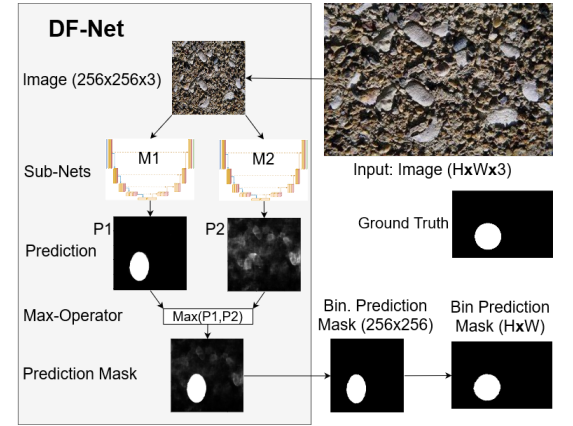 DF-Net
Image (256x256x3)
Input: Image (HxWx3)
Sub-Nets
M1
M2
Ground Truth
P1
P2
Prediction
Max-Operator
Max(P1,P2)
Bin. Prediction
Mask (256x256)
Bin Prediction
Mask (HxW)
Prediction Mask